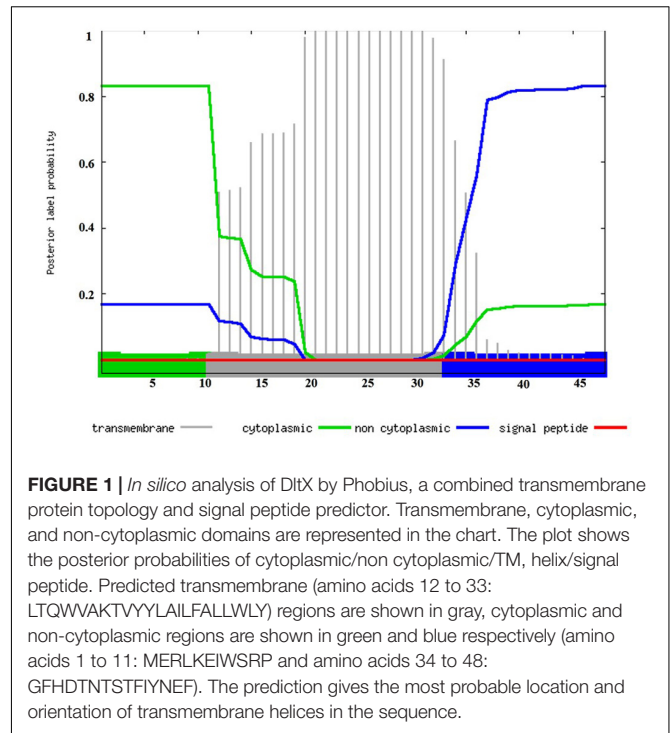 1
0.8
0.6
0.4
0.2
Posterior label probability
5 10 15 20 25 30 35 40 45
transmembrane cytoplasmic non cytoplasmic signal peptide
FIGURE 1 | In silico analysis of DltX by Phobius, a combined transmembrane
protein topology and signal peptide predictor. Transmembrane, cytoplasmic,
and non-cytoplasmic domains are represented in the chart. The plot shows
the posterior probabilities of cytoplasmic/non cytoplasmic/TM, helix/signal
peptide. Predicted transmembrane (amino acids 12 to 33:
LTQWVAKTVYYLAILFALLWLY) regions are shown in gray, cytoplasmic and
non-cytoplasmic regions are shown in green and blue respectively (amino
acids 1 to 11: MERLKEIWSRP and amino acids 34 to 48:
GFHDTNTSTFIYNEF). The prediction gives the most probable location and
orientation of transmembrane helices in the sequence.